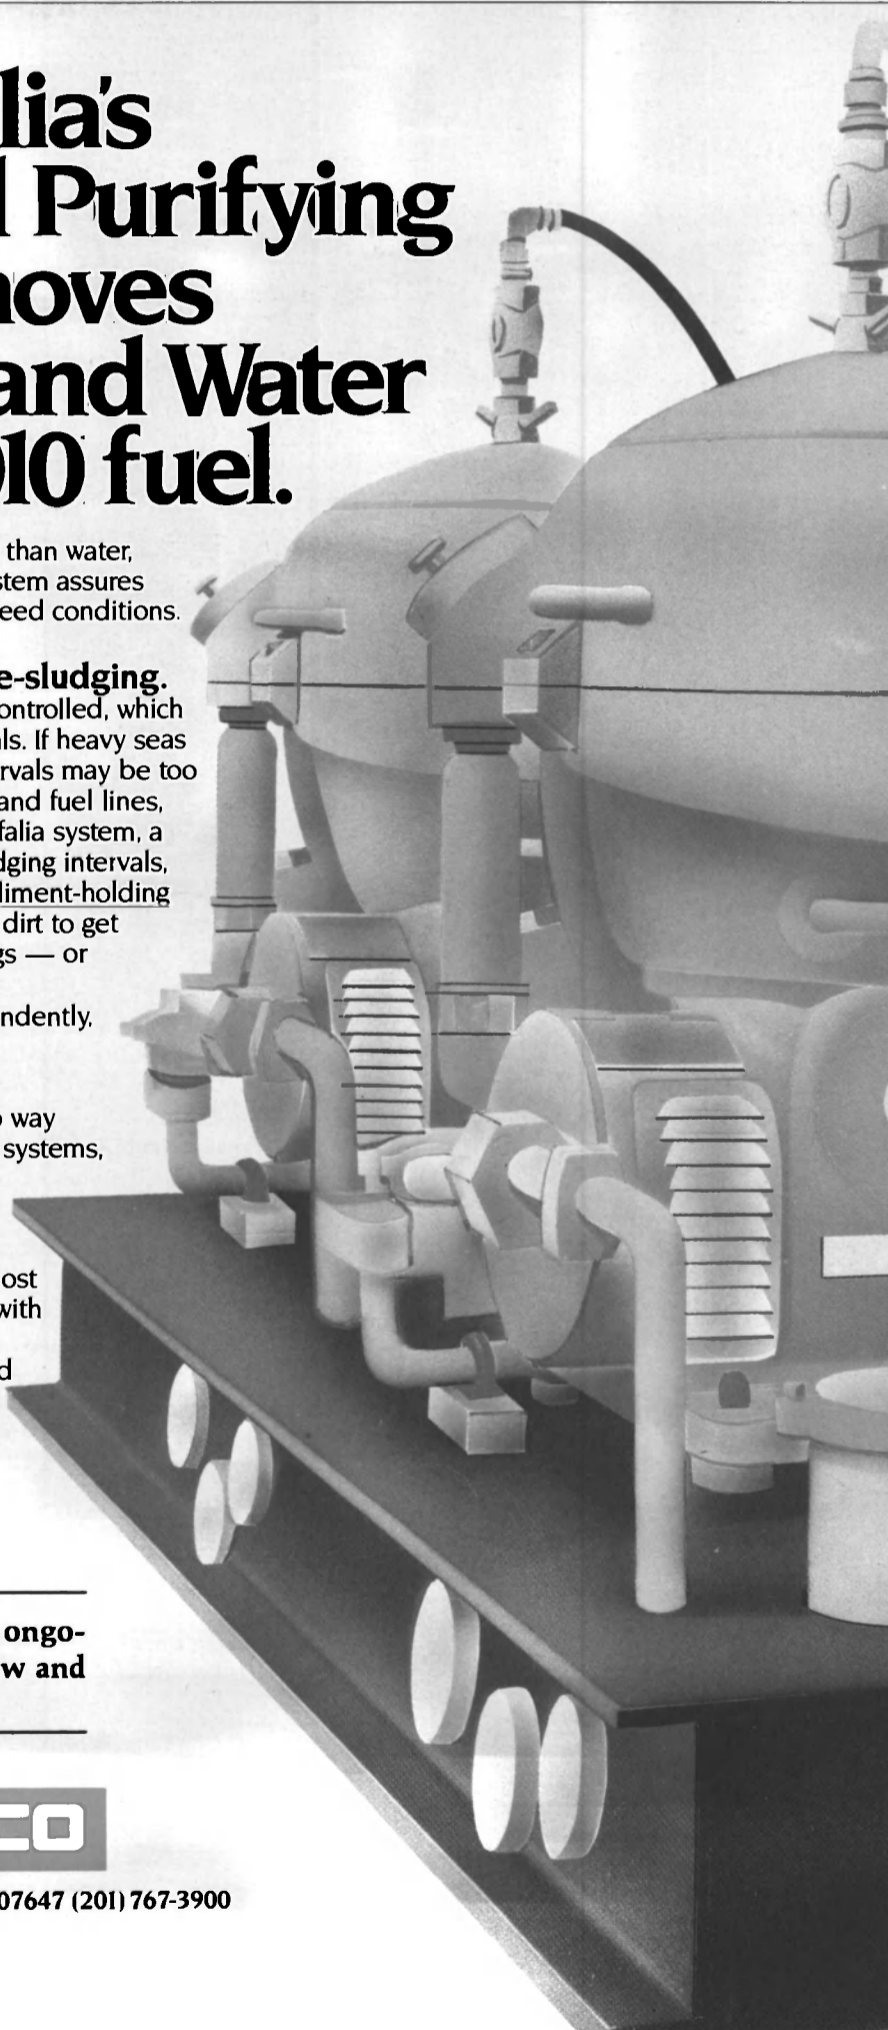 lia's
l Purifying
noves
and Water
010 fuel.
than water,
stem assures
eed conditions.
e-sludging.
ontrolled, which
ls. If heavy seas
rvals may be too
and fuel lines,
falia system, a
dging intervals,
liment-holding
dirt to get
gs — or
ndently,
o way
systems,
ost
with
d
ongo-
w and
CO
07647 (201) 767-3900